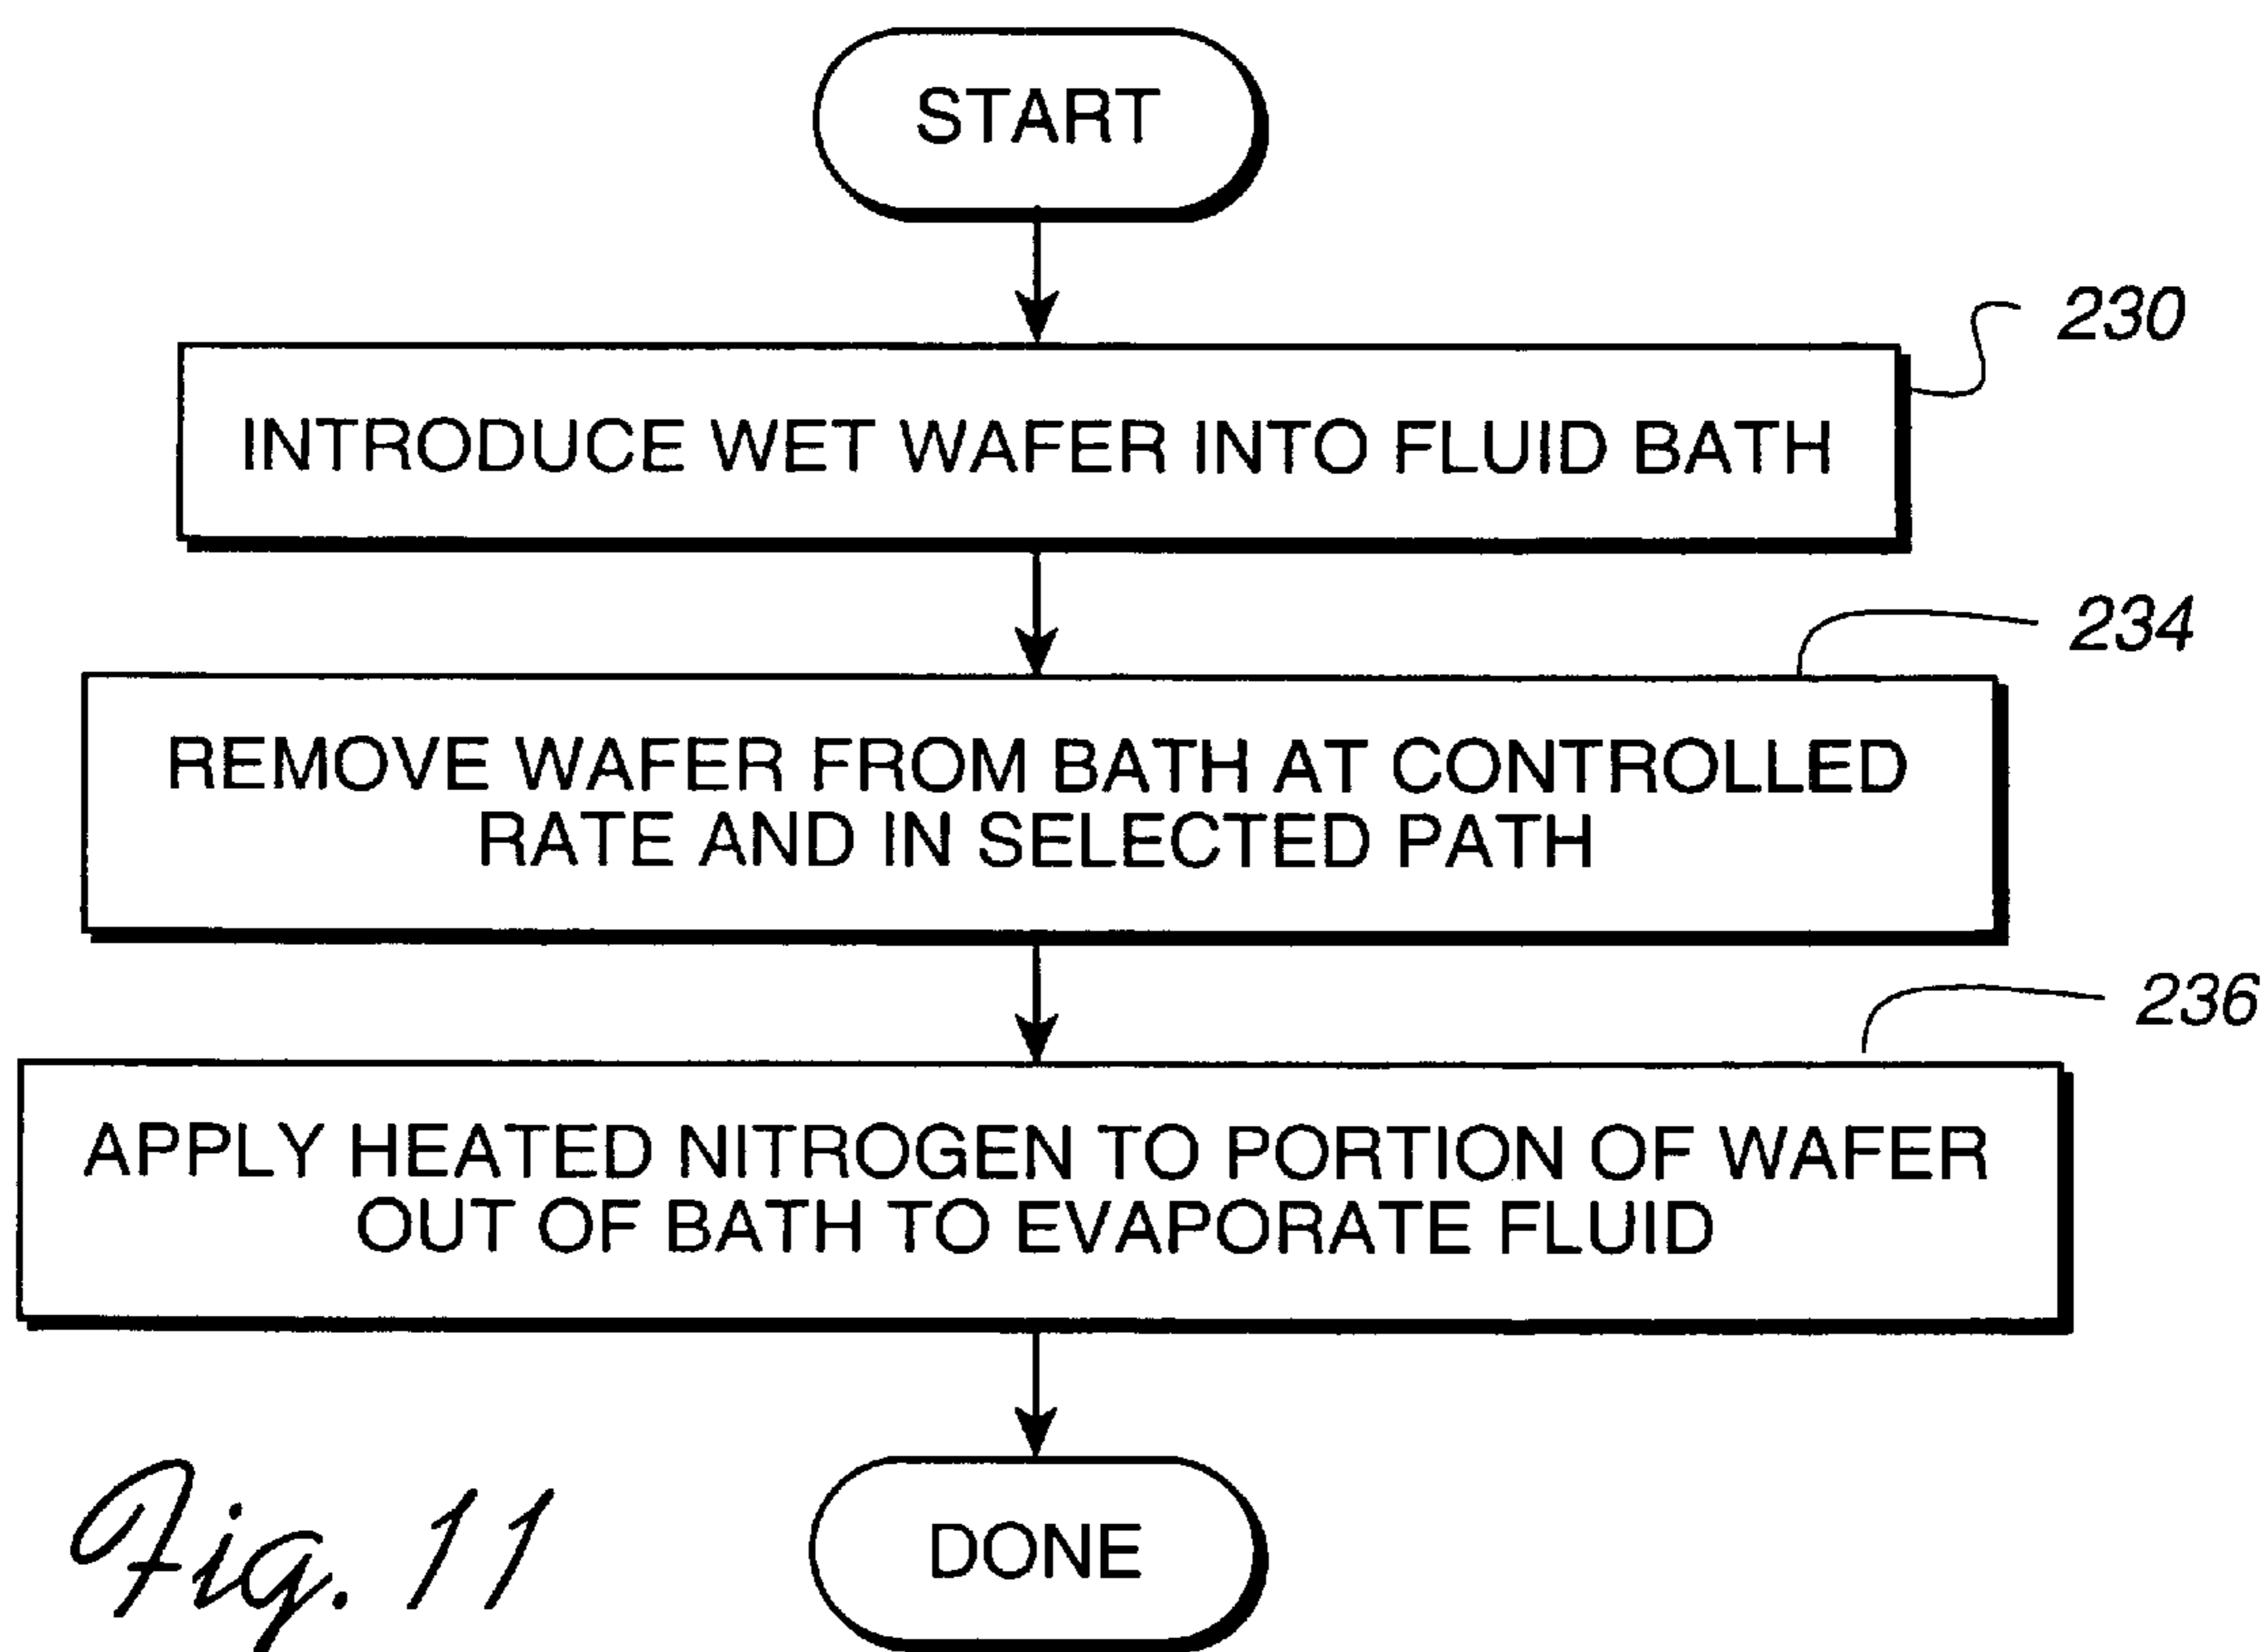 START
230
INTRODUCE WET WAFER INTO FLUID BATH
234
REMOVE WAFER FROM BATH AT CONTROLLED
RATE AND IN SELECTED PATH
236
APPLY HEATED NITROGEN TO PORTION OF WAFER
OUT OF BATH TO EVAPORATE FLUID
DONE
Fig. 11